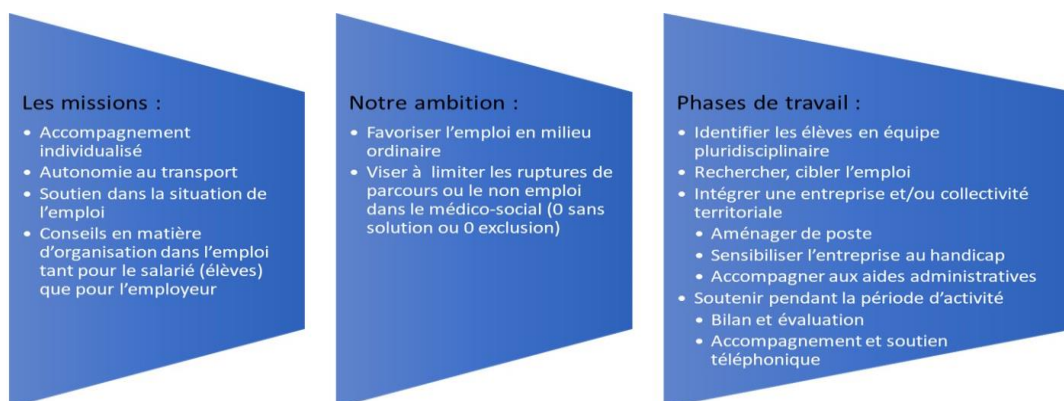 Les missions :
• Accompagnement
individualisé
• Autonomie au transport
• Soutien dans la situation de
l’emploi
• Conseils en matière
d’organisation dans l’emploi
tant pour le salarié (élèves)
que pour l’employeur
Notre ambition :
• Favoriser l’emploi en milieu
ordinaire
• Viser à limiter les ruptures de
parcours ou le non emploi
dans le médico-social (0 sans
solution ou 0 exclusion)
Phases de travail :
• Identifier les élèves en équipe
pluridisciplinaire
• Rechercher, cibler l’emploi
• Intégrer une entreprise et/ou collectivité
territoriale
• Aménager de poste
• Sensibiliser l’entreprise au handicap
• Accompagner aux aides administratives
• Soutenir pendant la période d’activité
• Bilan et évaluation
• Accompagnement et soutien
téléphonique